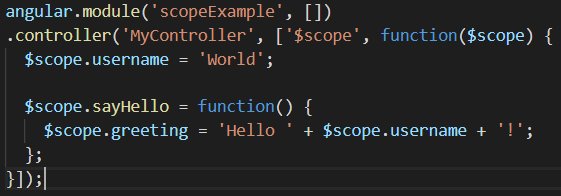 angular.module('scopeExample', [])
.controller('MyController', ['$scope', function($scope) {
  $scope.username = 'World';

  $scope.sayHello = function() {
    $scope.greeting = 'Hello ' + $scope.username + '!';
  };
}]);